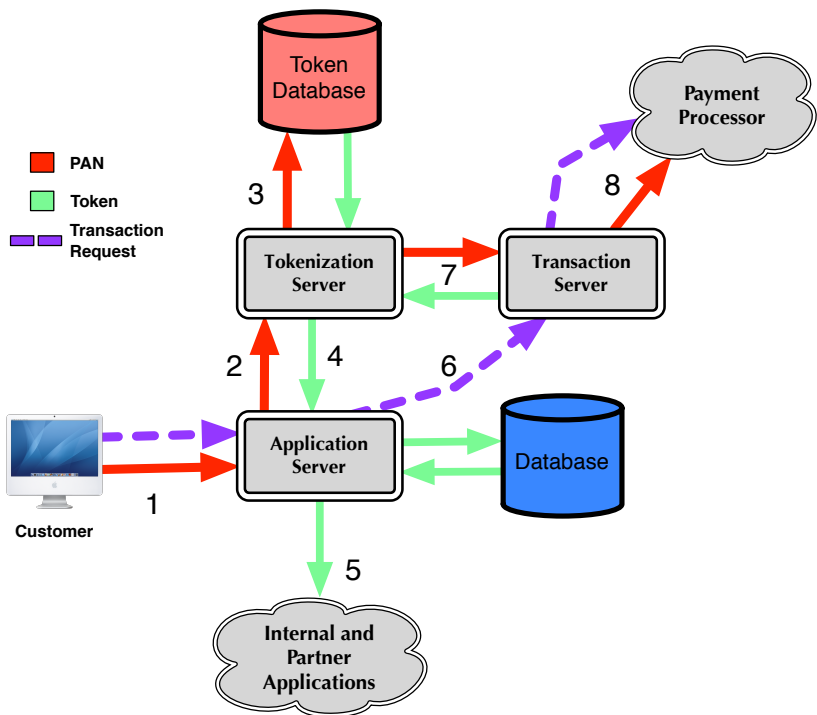 Token
Database
Payment
Processor
PAN
Token
Transaction
Request
3
8
Tokenization
Server
7
Transaction
Server
2
4
6
Application
Server
Database
1
Customer
5
Internal and
Partner
Applications